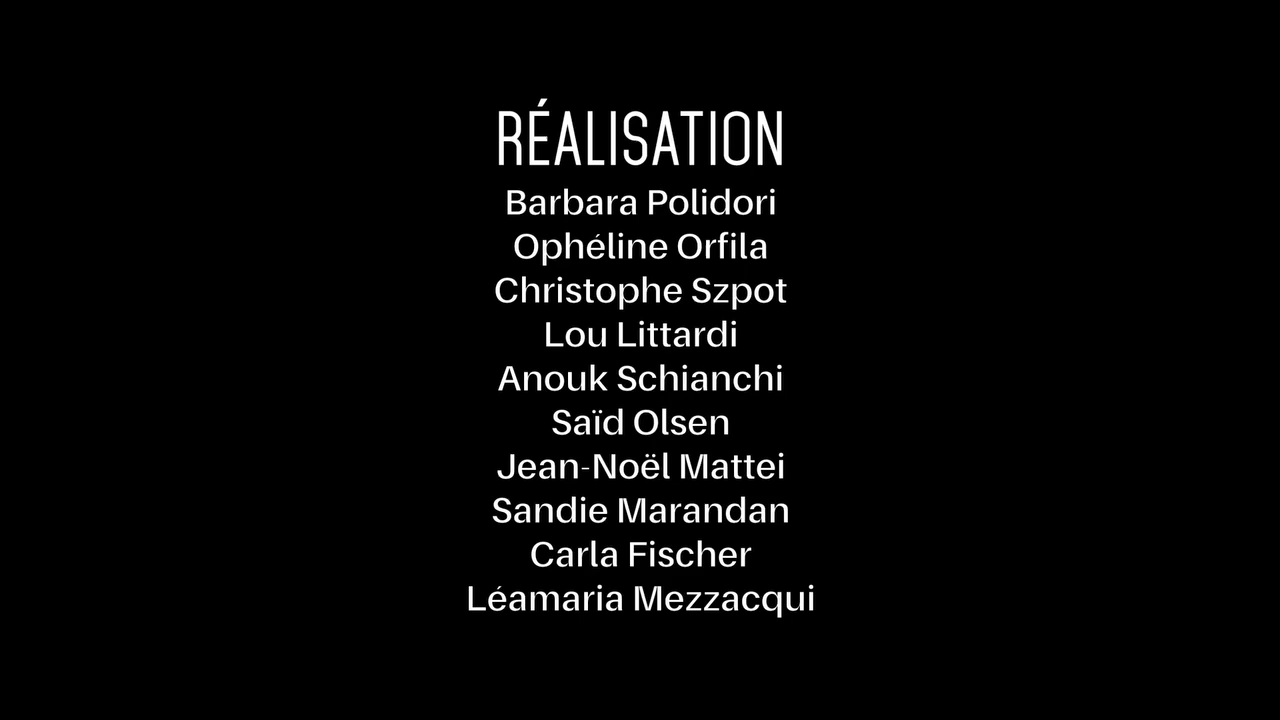 RÉALISATION
Barbara Polidori
Ophéline Orfila
Christophe Szpot
Lou Littardi
Anouk Schianchi
Saïd Olsen
Jean-Noël Mattei
Sandie Marandan
Carla Fischer
Léamaria Mezzacqui